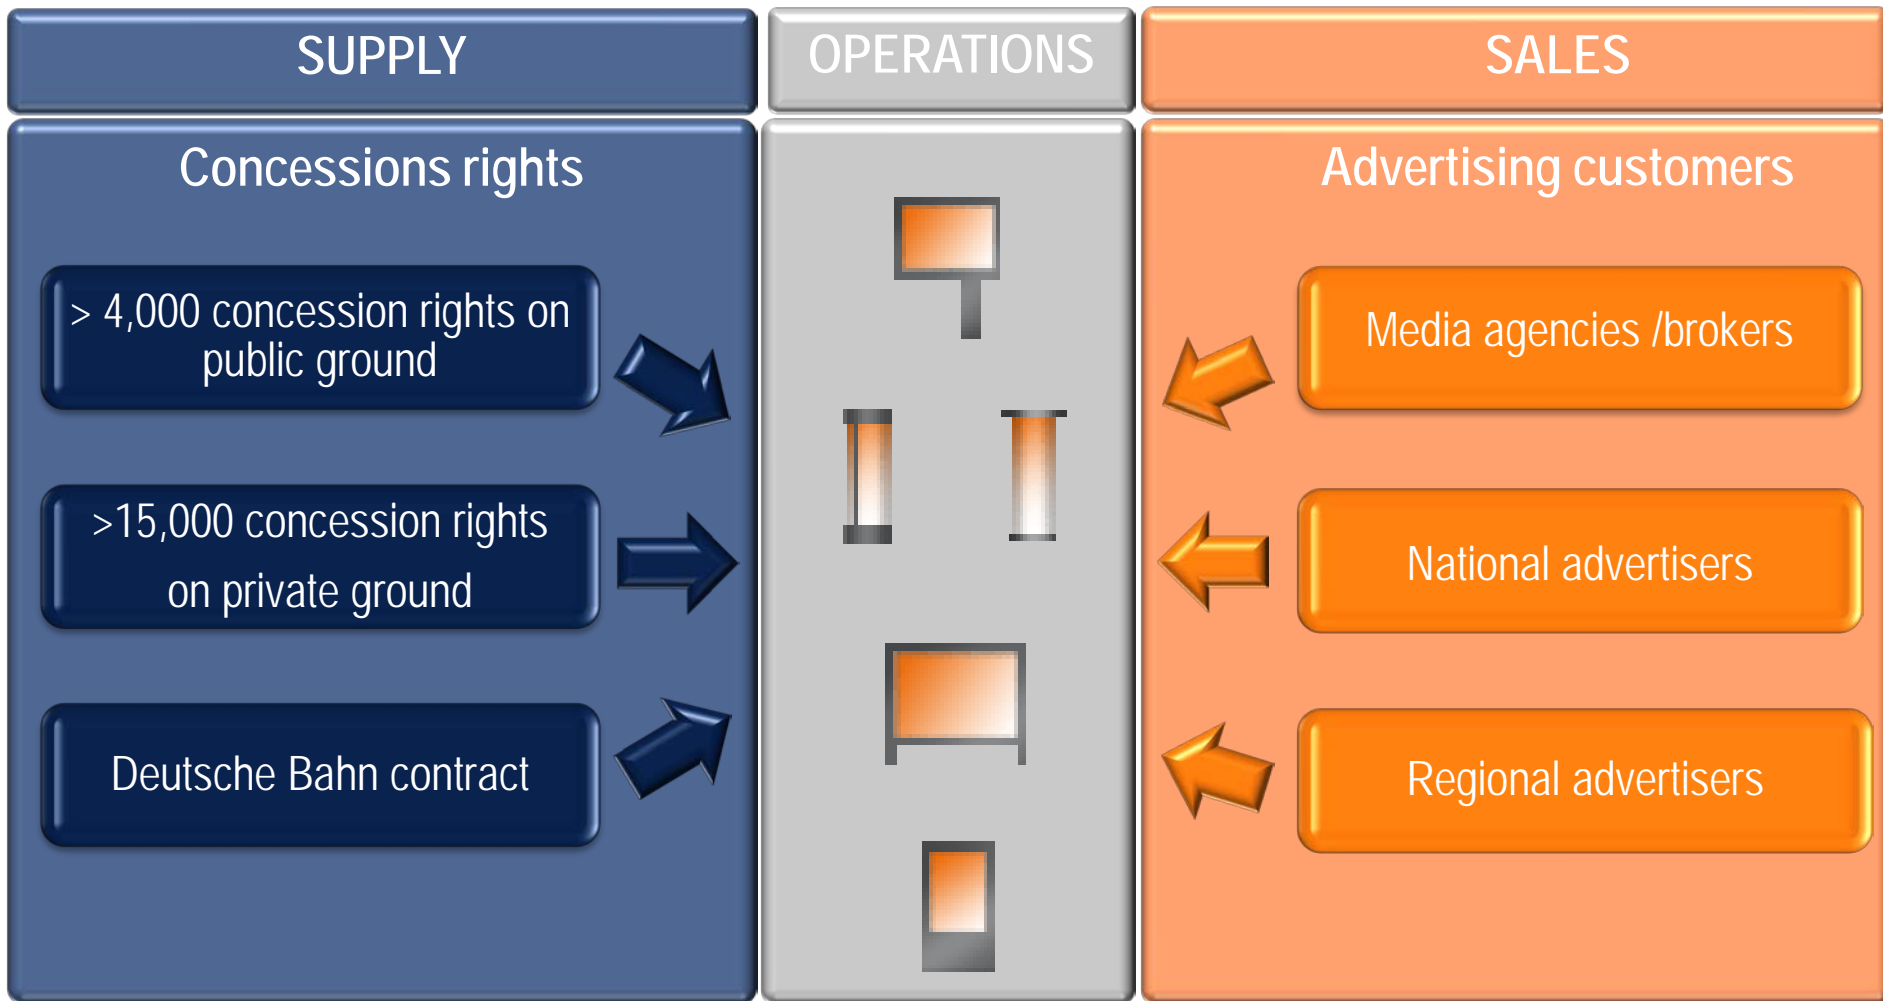 SUPPLY
OPERATIONS
SALES
Concessions rights
> 4,000 concession rights on
public ground
>15,000 concession rights
on private ground
Deutsche Bahn contract
Advertising customers
Media agencies /brokers
National advertisers
Regional advertisers